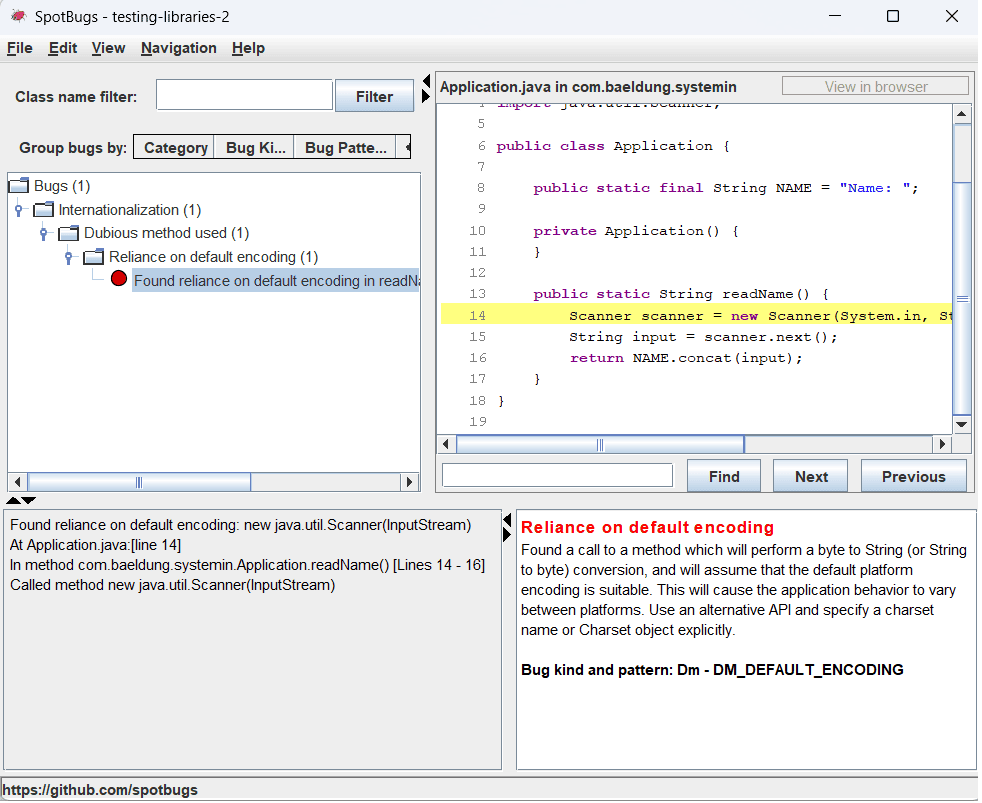 SpotBugs - testing-libraries-2
File Edit View Navigation Help
Class name filter:
Filter
Group bugs by: Category Bug Ki... Bug Patte...
Bugs (1)
Internationalization (1)
Dubious method used (1)
Reliance on default encoding (1)
Found reliance on default encoding in readNa
Application.java in com.baeldung.systemin
View in browser
4 import java.util.Scanner;
5
6 public class Application {
7
8 public static final String NAME = "Name: ";
9
10 private Application() {
11 }
12
13 public static String readName() {
14 Scanner scanner = new Scanner(System.in, St
15 String input = scanner.next();
16 return NAME.concat(input);
17 }
18 }
19
Find Next Previous
Found reliance on default encoding: new java.util.Scanner(InputStream)
At Application.java:[line 14]
In method com.baeldung.systemin.Application.readName() [Lines 14 - 16]
Called method new java.util.Scanner(InputStream)
Reliance on default encoding
Found a call to a method which will perform a byte to String (or String
to byte) conversion, and will assume that the default platform
encoding is suitable. This will cause the application behavior to vary
between platforms. Use an alternative API and specify a charset
name or Charset object explicitly.
Bug kind and pattern: Dm - DM_DEFAULT_ENCODING
https://github.com/spotbugs